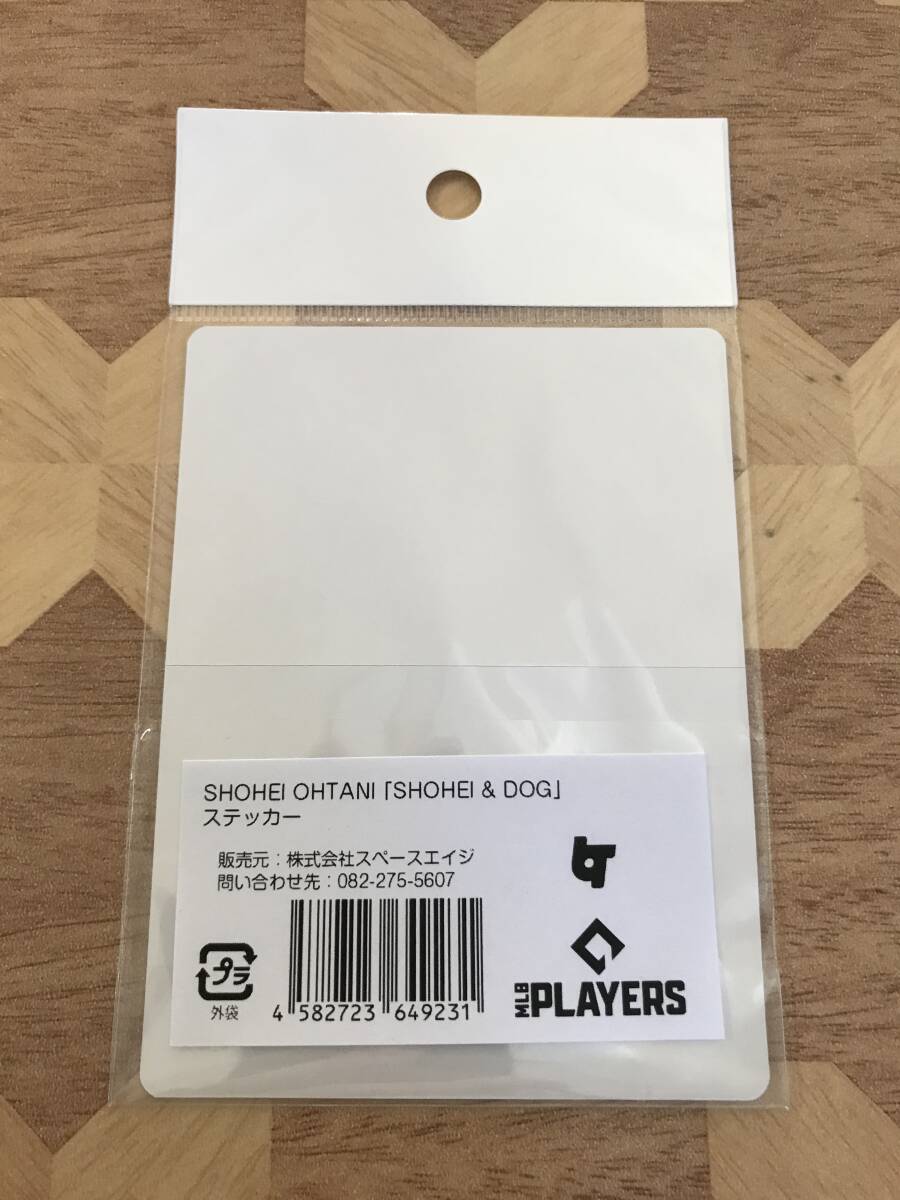 SHOHEI OHTANI「SHOHEI & DOG」
ステッカー
販売元：株式会社スペースエイジ
問い合わせ先：082-275-5607
プラ
外袋
4 582723 649231
MLB PLAYERS